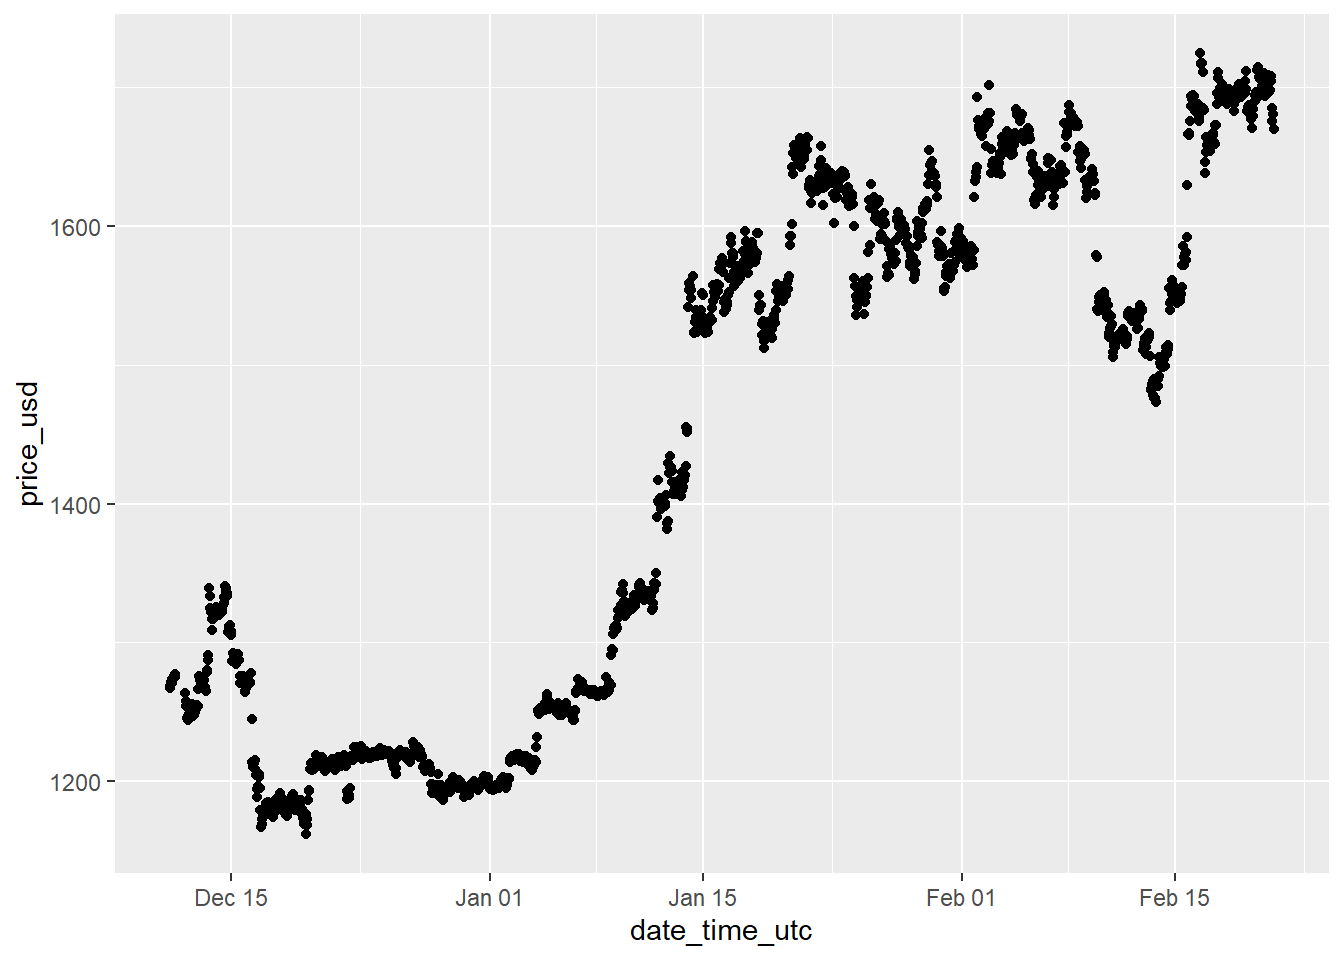 price_usd
1600
1400
1200
Dec 15
Jan 01
Jan 15
Feb 01
Feb 15
date_time_utc